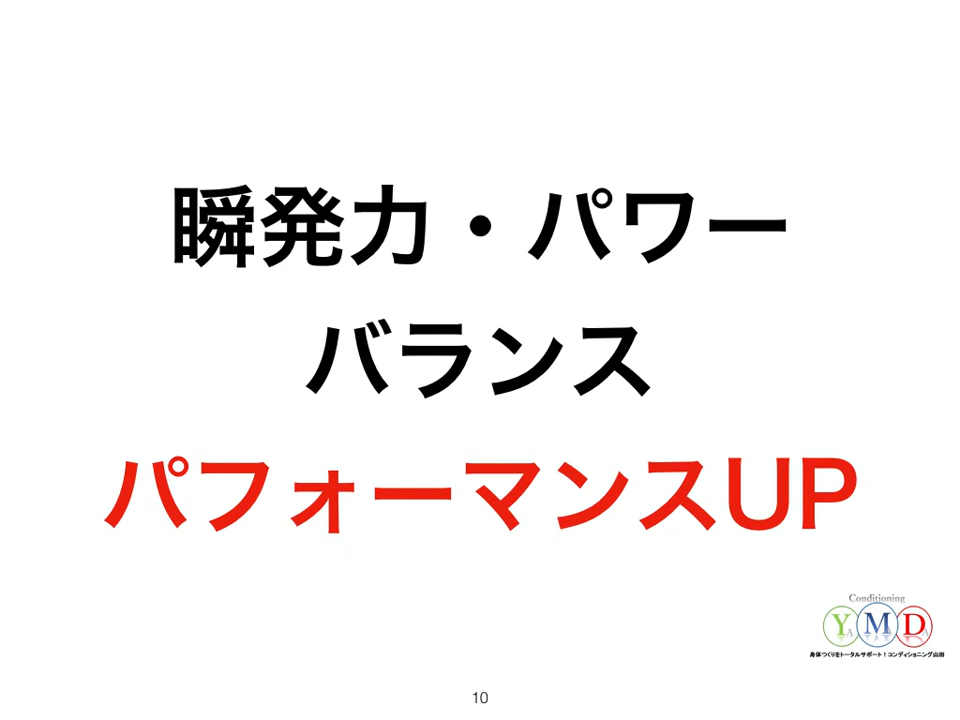 瞬発力・パワー
バランス
パフォーマンスUP
Conditioning
YMD
身体つくりをトータルサポート！コンディショニング山田
10